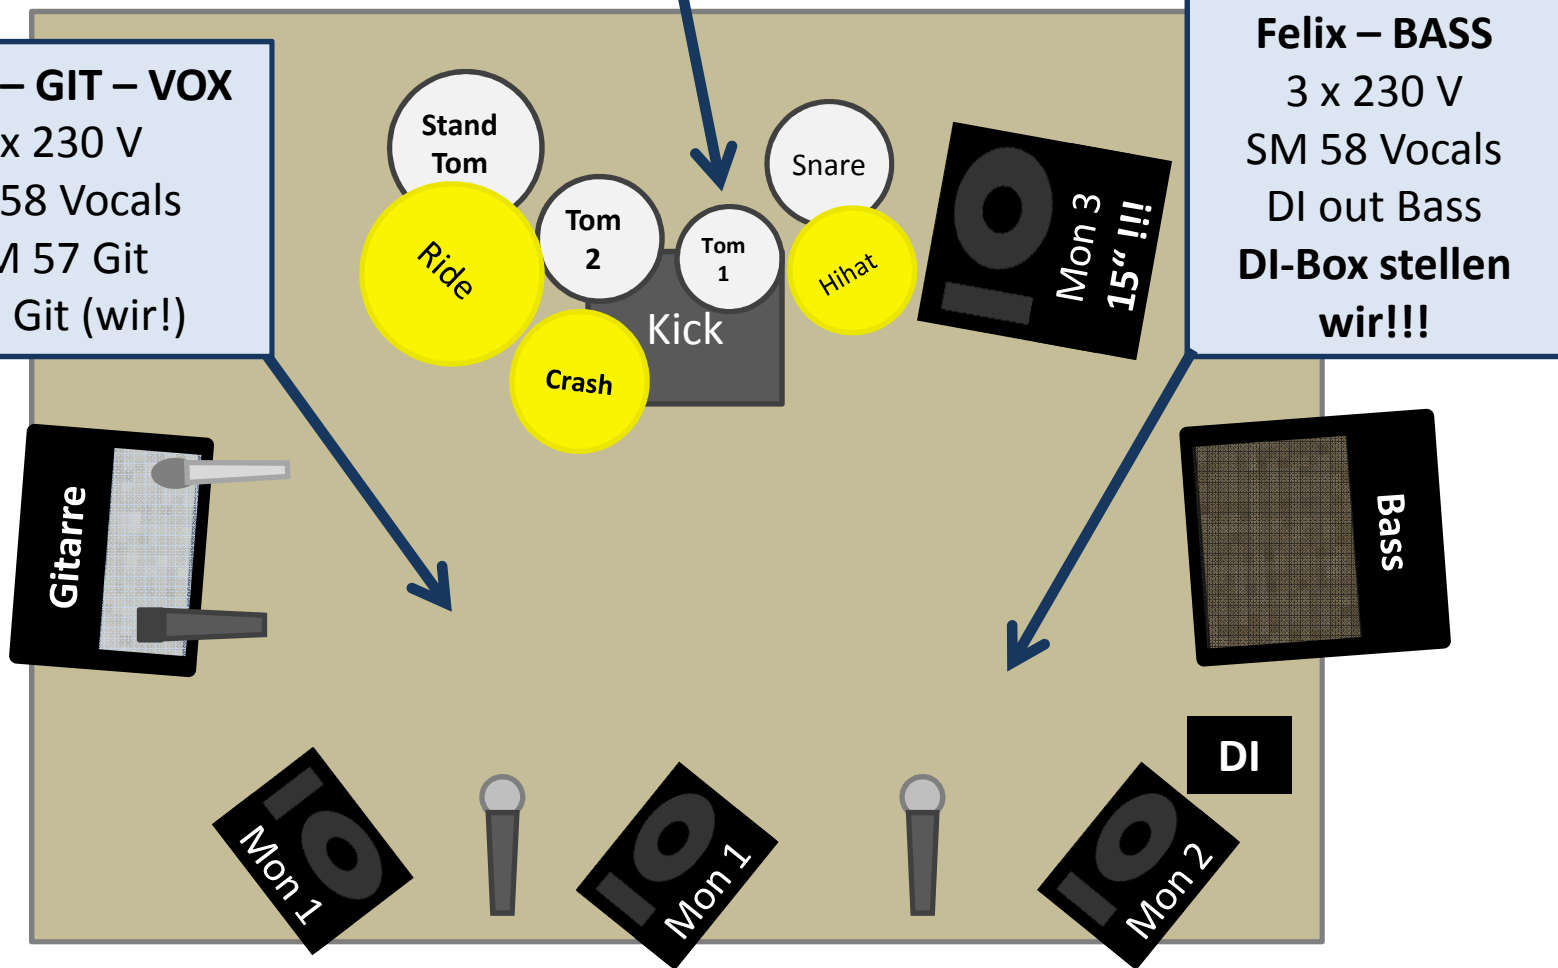 – GIT – VOX
x 230 V
58 Vocals
M 57 Git
Git (wir!)
Felix – BASS
3 x 230 V
SM 58 Vocals
DI out Bass
DI-Box stellen
wir!!!
Stand
Tom
Ride
Tom
2
Tom
1
Snare
Hihat
Kick
Crash
Mon 3
15“ !!!
Gitarre
Bass
DI
Mon 1
Mon 1
Mon 2